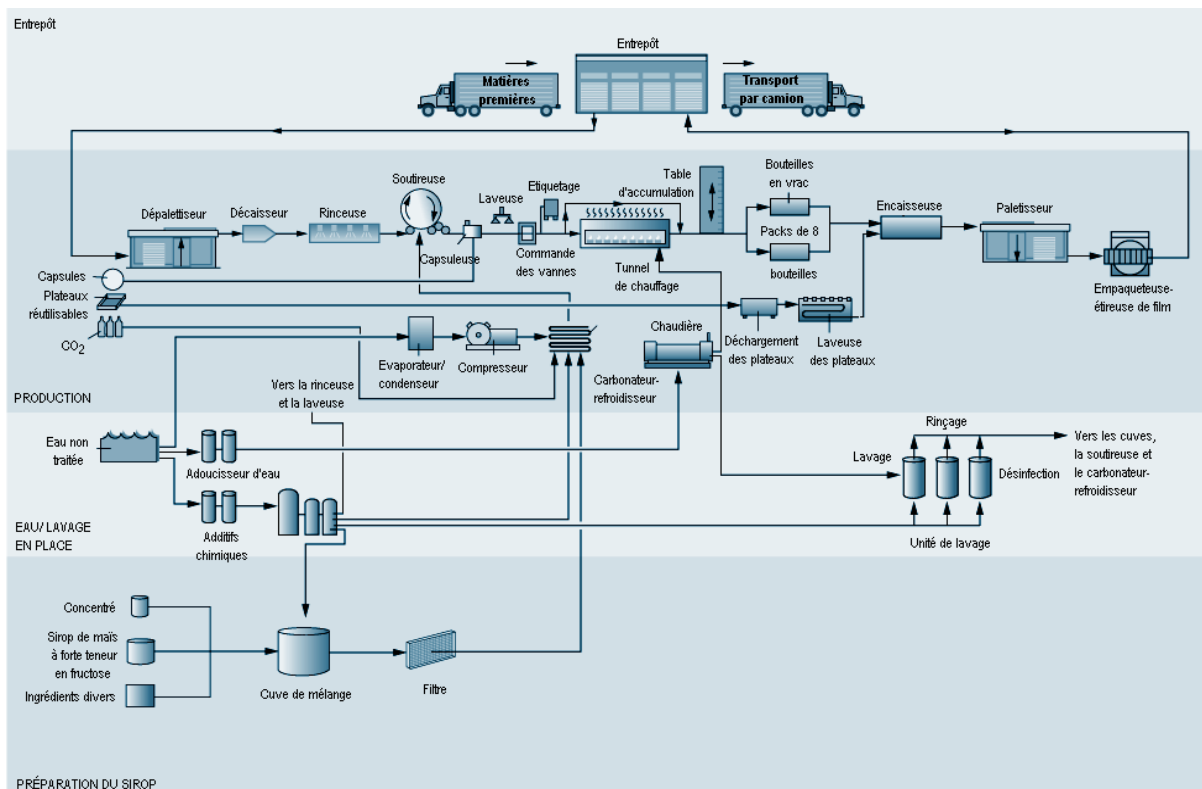 Entrepôt
Entrepôt
Matières
premières
Transport
par camion
Soutireuse
Laveuse
Etiquetage
Table
d'accumulation
Bouteilles
en vrac
Dépalettiseur
Décaisseur
Rinceuse
Capsuleuse
Commande
des vannes
Tunnel
de chauffage
Packs de 8
bouteilles
Encaisseuse
Paletisseur
Empaqueteuse-
étireuse de film
Capsules
Plateaux
réutilisables
CO2
Evaporateur/
condenseur
Compresseur
Carbonateur-
refroidisseur
Chaudière
Déchargement
des plateaux
Laveuse
des plateaux
PRODUCTION
Vers la rinceuse
et la laveuse
Eau non
traitée
Adoucisseur d'eau
Additifs
chimiques
Lavage
Rinçage
Désinfection
Vers les cuves,
la soutireuse et
le carbonateur-
refroidisseur
Unité de lavage
EAU/ LAVAGE
EN PLACE
Concentré
Sirop de maïs
à forte teneur
en fructose
Ingrédients divers
Cuve de mélange
Filtre
PRÉPARATION DU SIROP